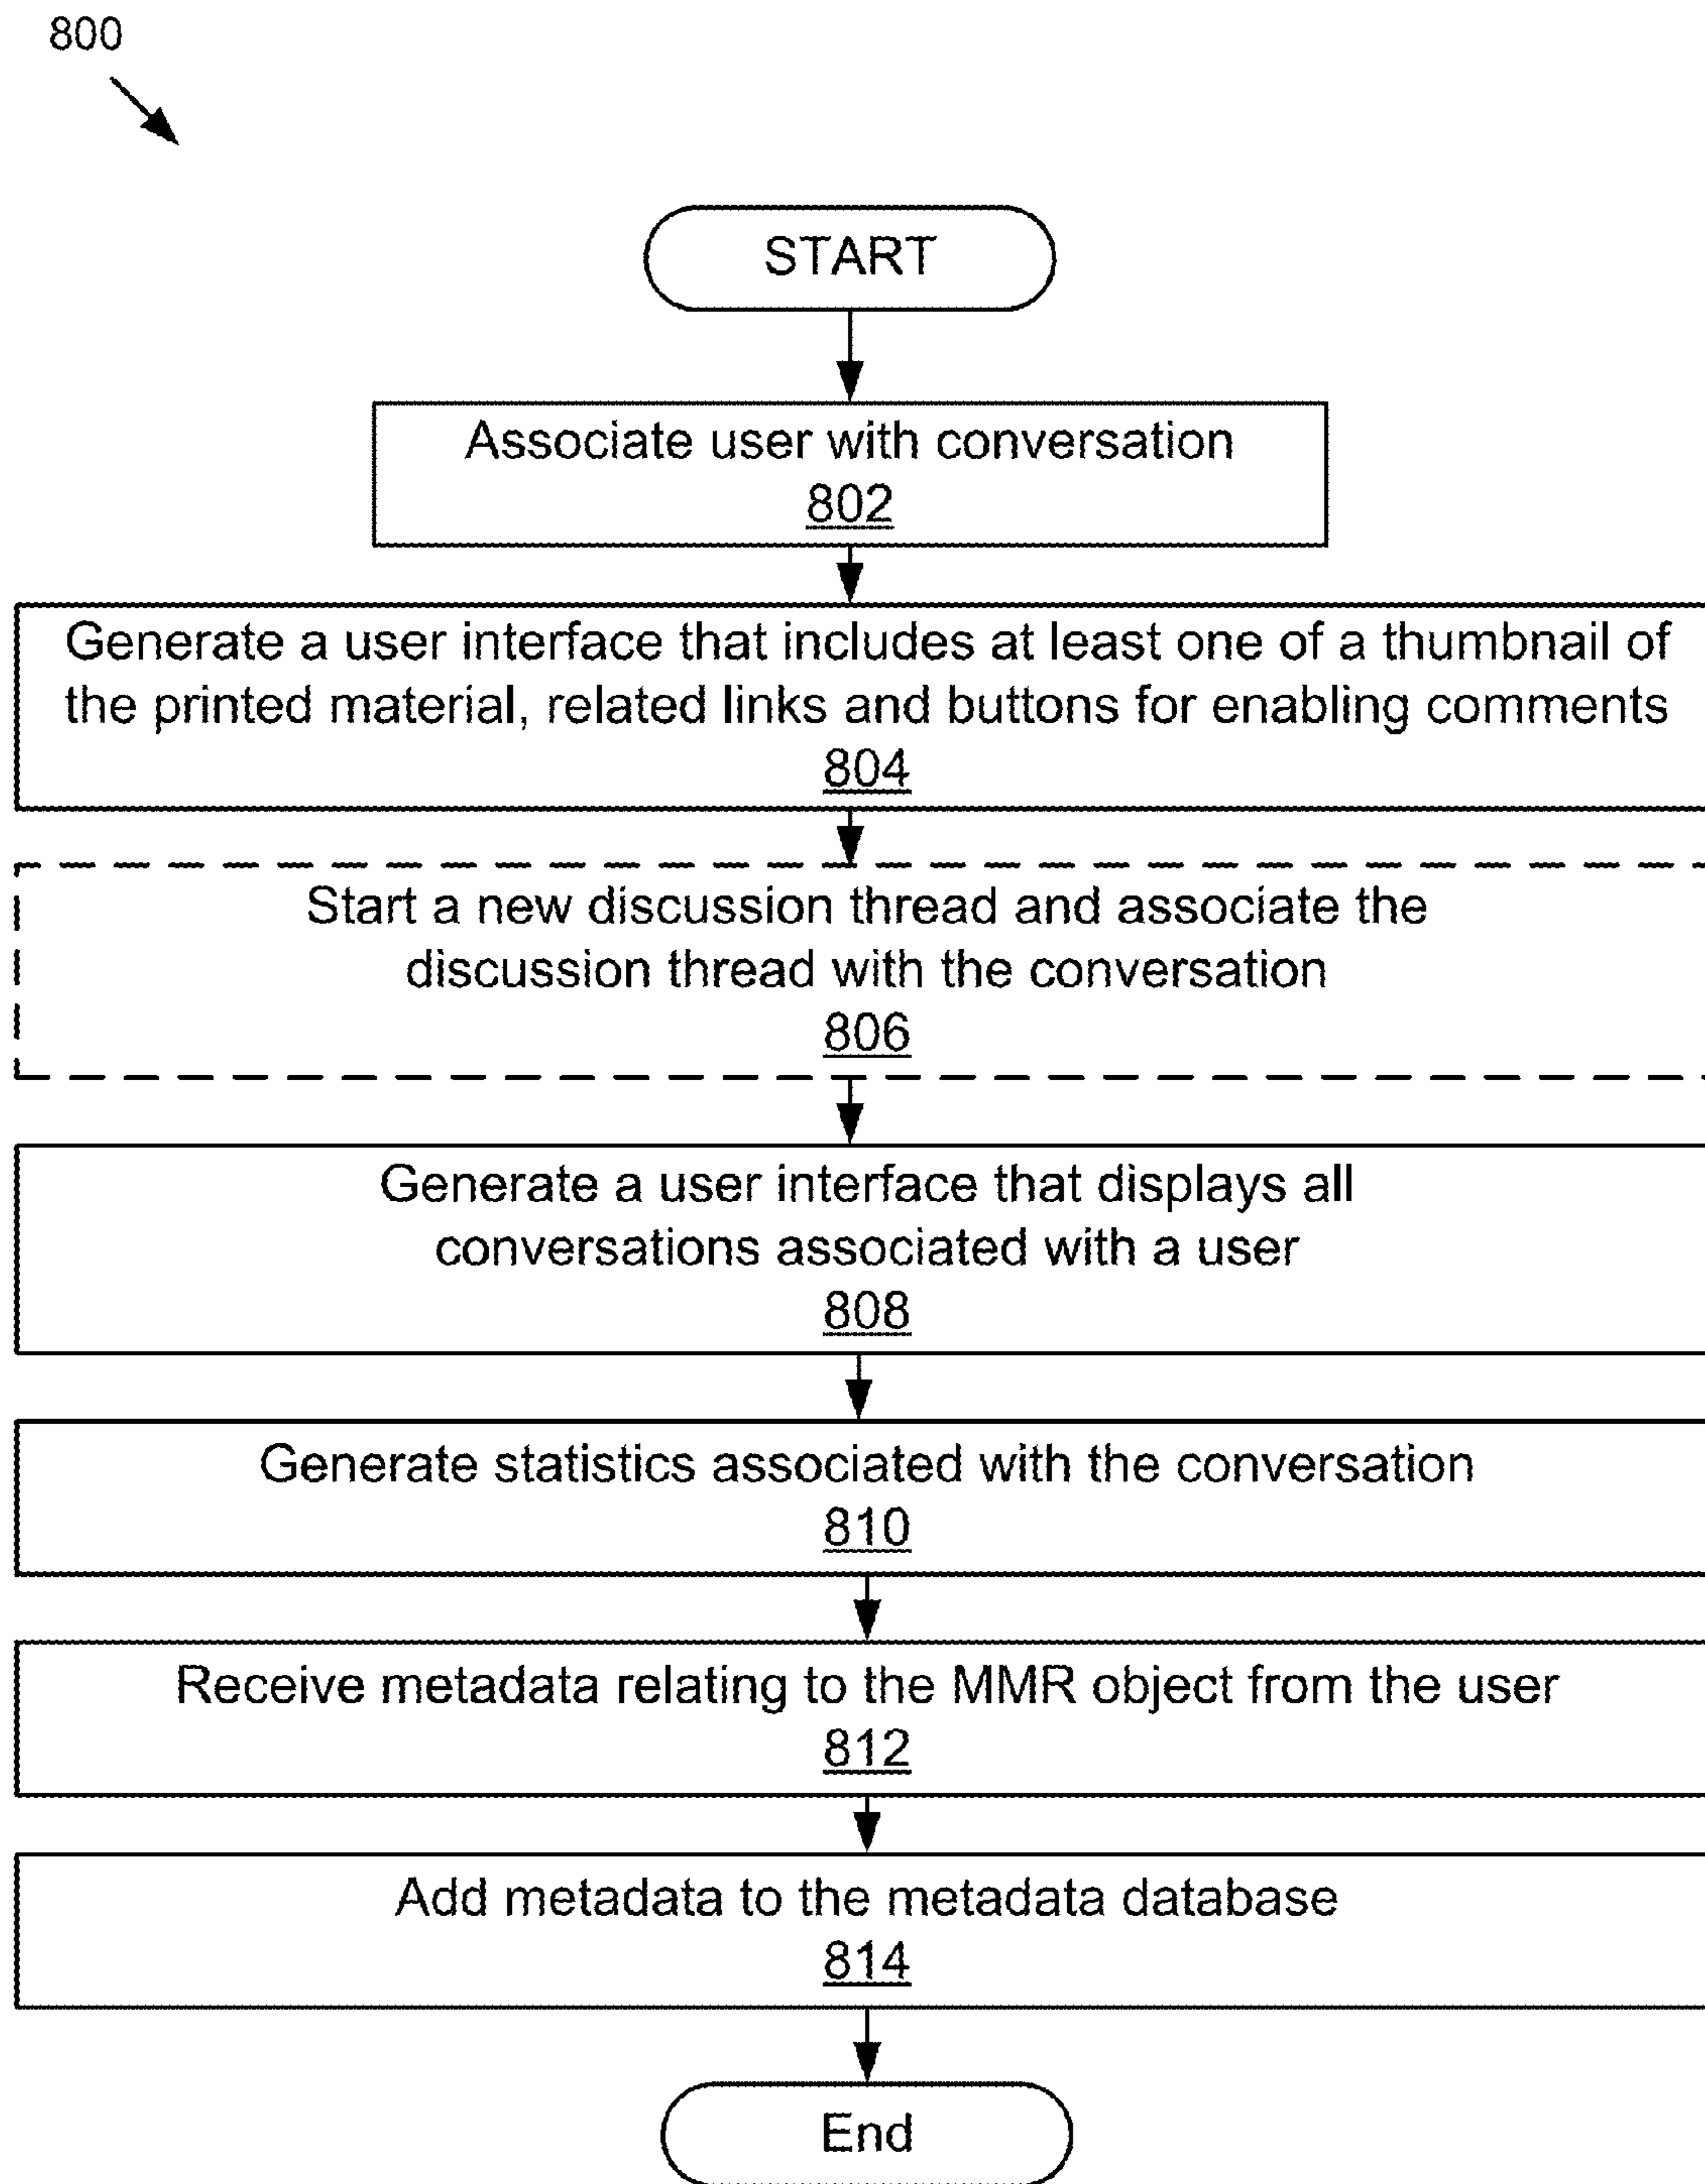 800
START
Associate user with conversation
802
Generate a user interface that includes at least one of a thumbnail of
the printed material, related links and buttons for enabling comments
804
Start a new discussion thread and associate the
discussion thread with the conversation
806
Generate a user interface that displays all
conversations associated with a user
808
Generate statistics associated with the conversation
810
Receive metadata relating to the MMR object from the user
812
Add metadata to the metadata database
814
End